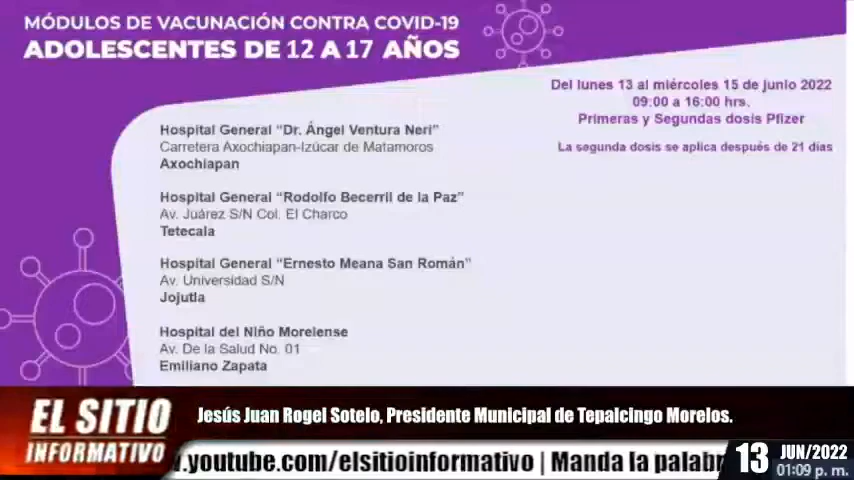 MÓDULOS DE VACUNACIÓN CONTRA COVID-19
ADOLESCENTES DE 12 A 17 AÑOS
Del lunes 13 al miércoles 15 de junio 2022
09:00 a 16:00 hrs.
Primeras y Segundas dosis Pfizer
La segunda dosis se aplica después de 21 días
Hospital General “Dr. Ángel Ventura Neri”
Carretera Axochiapan-Izúcar de Matamoros
Axochiapan
Hospital General “Rodolfo Becerril de la Paz”
Av. Juárez S/N Col. El Charco
Tetecala
Hospital General “Ernesto Meana San Román”
Av. Universidad S/N
Jojutla
Hospital del Niño Morelense
Av. De la Salud No. 01
Emiliano Zapata
EL SITIO
INFORMATIVO
Jesús Juan Rogel Sotelo, Presidente Municipal de Tepalcingo Morelos.
.youtube.com/elsitioinformativo | Manda la palabr
13 JUN/2022
01:09 p. m.